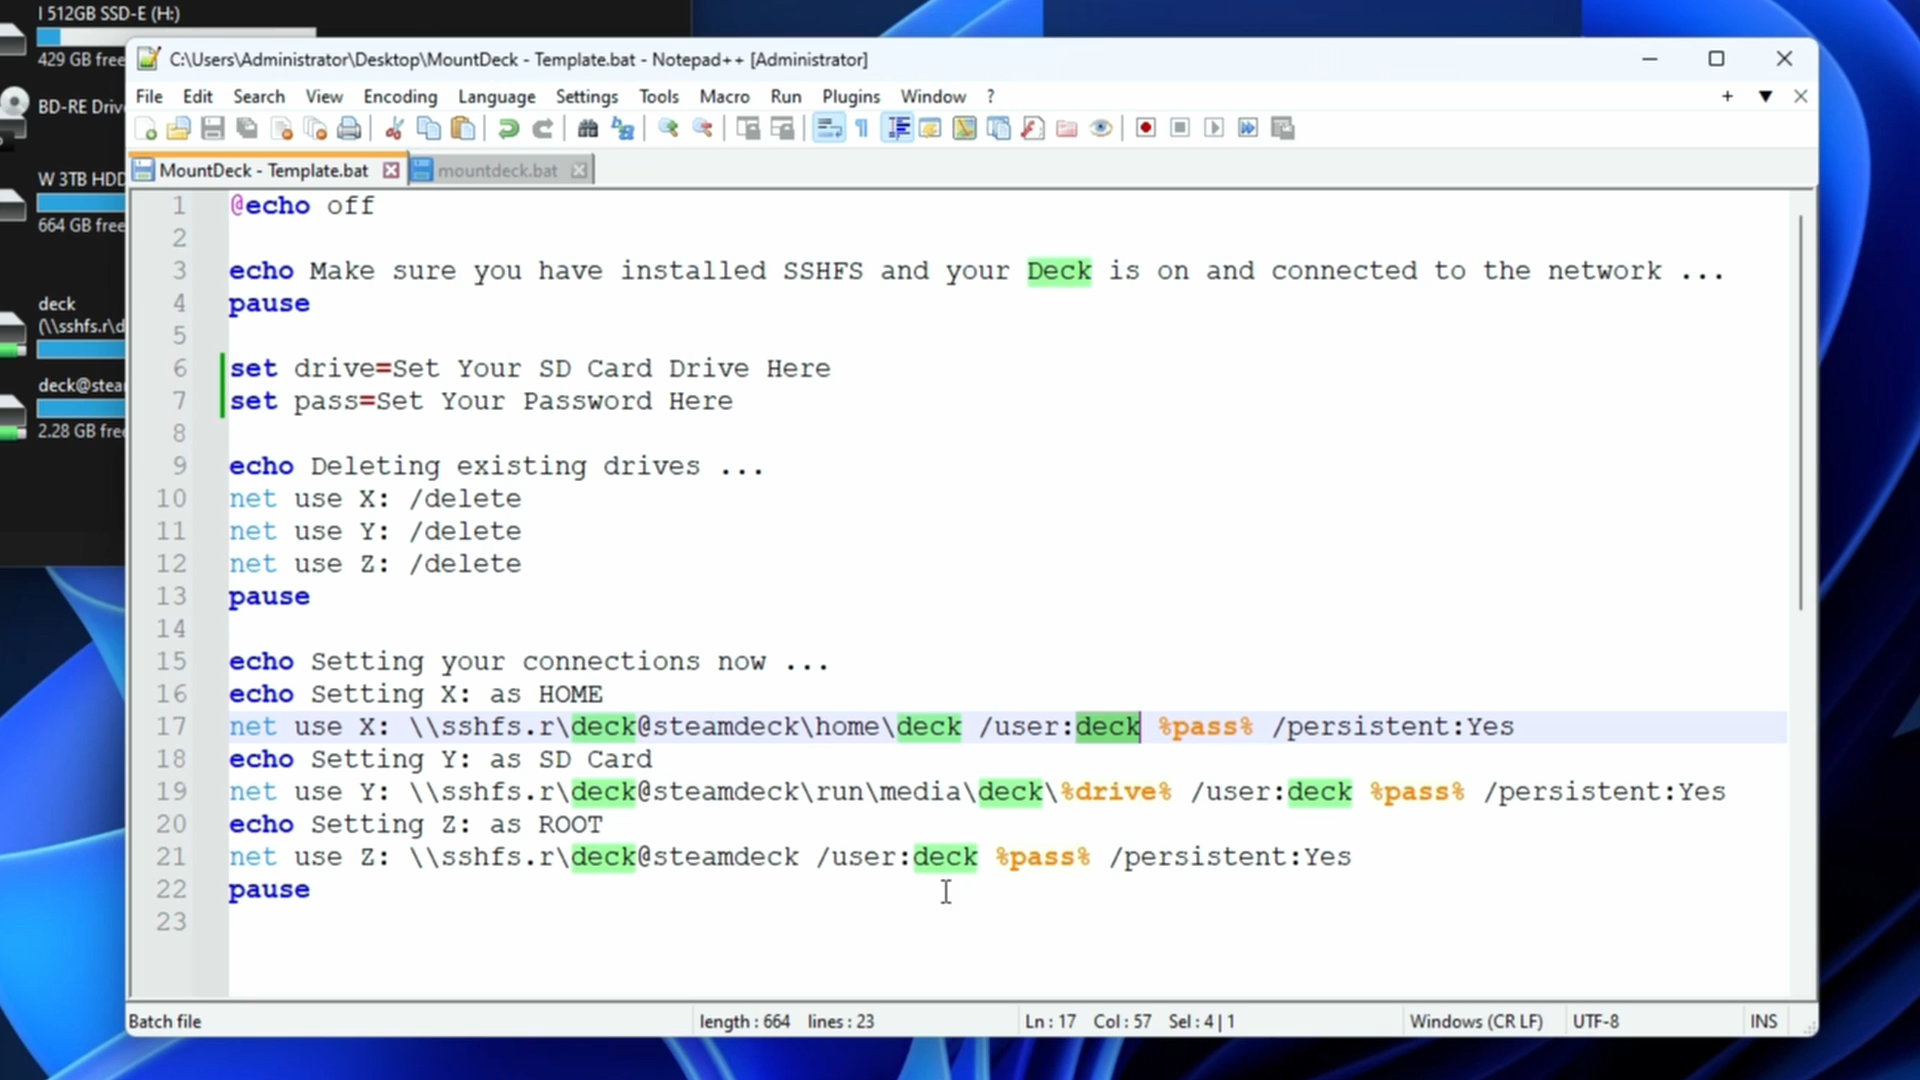 I 512GB SSD-E (H:)
429 GB free
BD-RE Drive
W 3TB HDD
664 GB free
deck
(\\sshfs.r\d
deck@stea
2.28 GB free
C:\Users\Administrator\Desktop\MountDeck - Template.bat - Notepad++ [Administrator]
File Edit Search View Encoding Language Settings Tools Macro Run Plugins Window ?
MountDeck - Template.bat mountdeck.bat
1 @echo off
2
3 echo Make sure you have installed SSHFS and your Deck is on and connected to the network ...
4 pause
5
6 set drive=Set Your SD Card Drive Here
7 set pass=Set Your Password Here
8
9 echo Deleting existing drives ...
10 net use X: /delete
11 net use Y: /delete
12 net use Z: /delete
13 pause
14
15 echo Setting your connections now ...
16 echo Setting X: as HOME
17 net use X: \\sshfs.r\deck@steamdeck\home\deck /user:deck %pass% /persistent:Yes
18 echo Setting Y: as SD Card
19 net use Y: \\sshfs.r\deck@steamdeck\run\media\deck\%drive% /user:deck %pass% /persistent:Yes
20 echo Setting Z: as ROOT
21 net use Z: \\sshfs.r\deck@steamdeck /user:deck %pass% /persistent:Yes
22 pause
23
Batch file length : 664 lines : 23 Ln : 17 Col : 57 Sel : 4 | 1 Windows (CR LF) UTF-8 INS